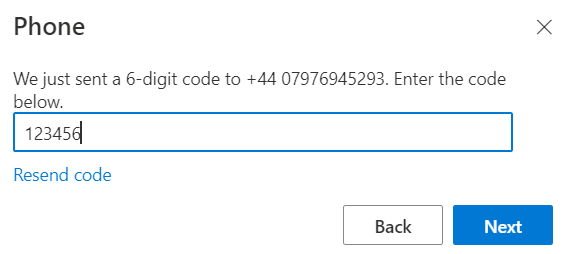 Phone
We just sent a 6-digit code to +44 07976945293. Enter the code
below.
123456
Resend code
Back
Next